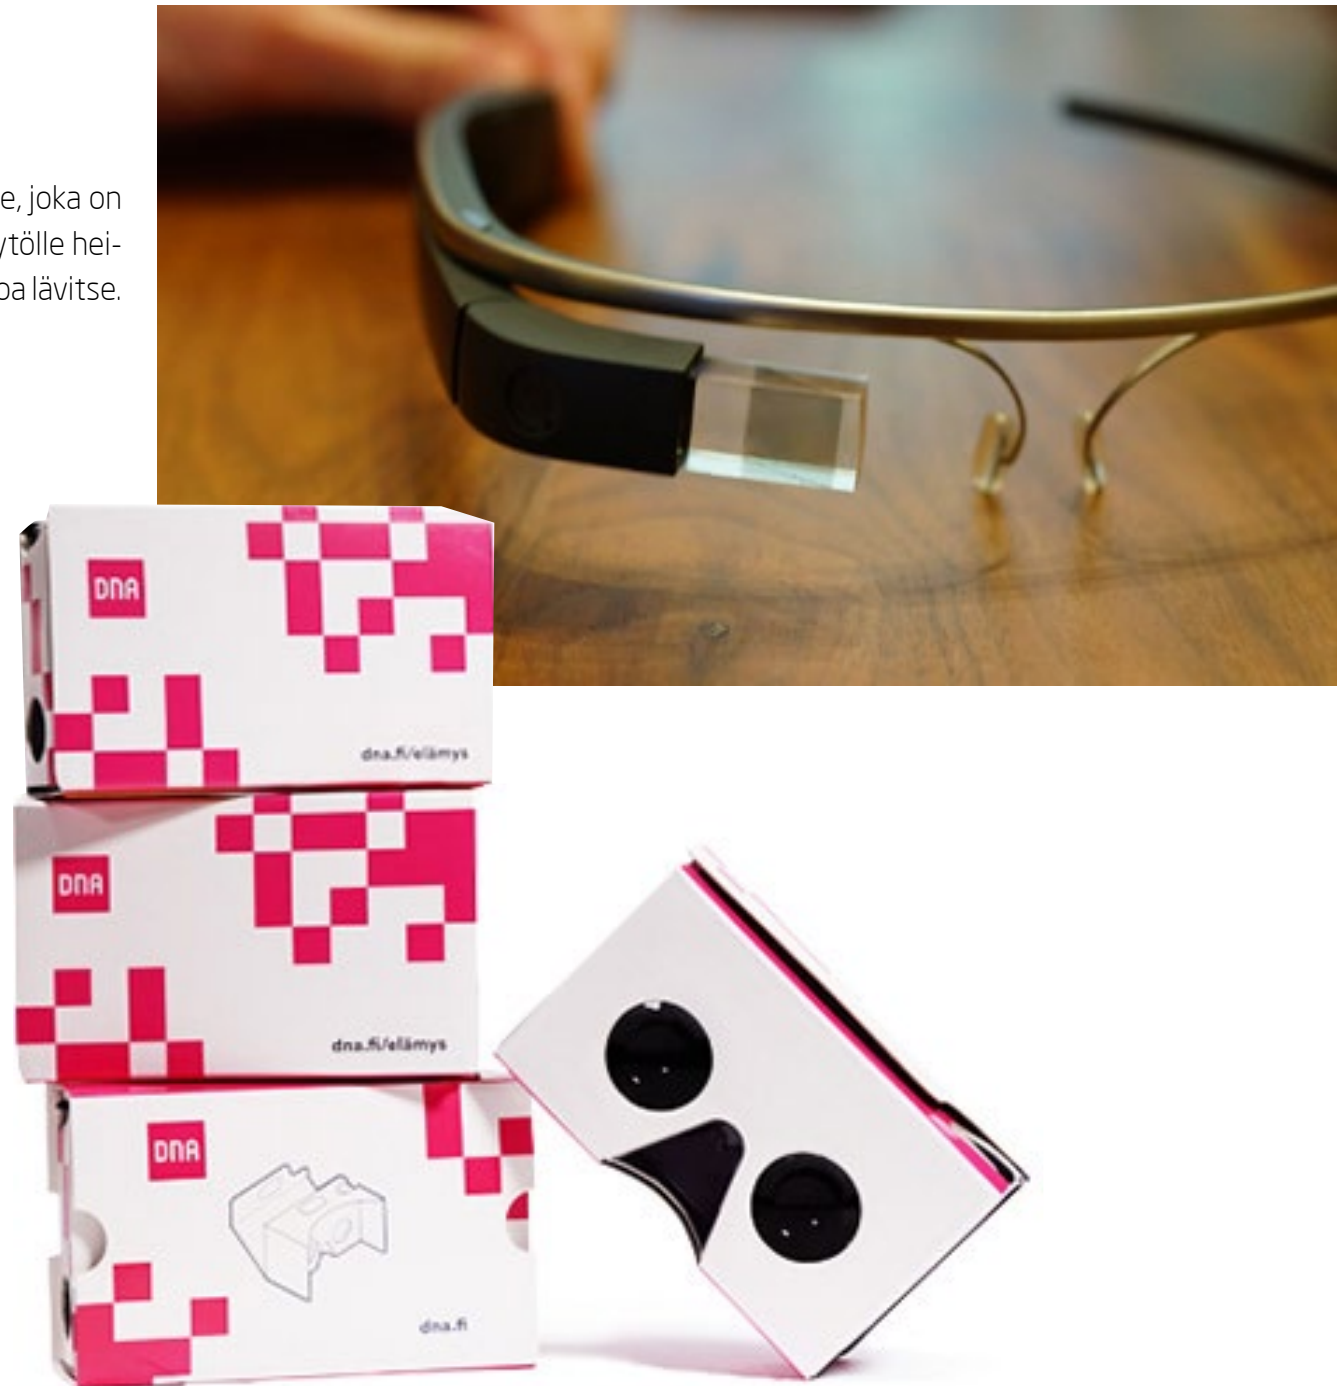 e, joka on
ytölle hei-
pa lävitse.
DNA
dna.fi/elämys
DNA
dna.fi/elämys
DNA
dna.fi